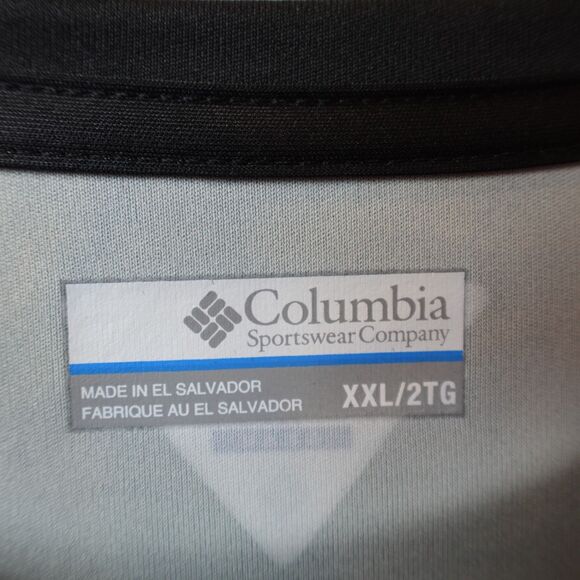 Columbia
Sportswear Company
MADE IN EL SALVADOR
FABRIQUE AU EL SALVADOR
XXL/2TG